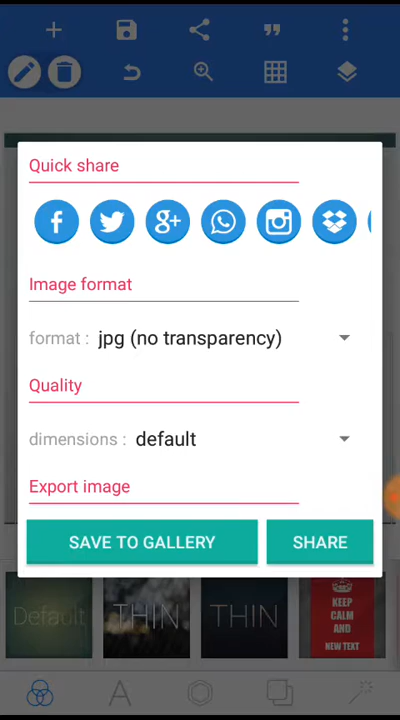 Quick share
Image format
format : jpg (no transparency)
Quality
dimensions : default
Export image
SAVE TO GALLERY SHARE
Default THIN THIN KEEP
CALM
AND
NEW TEXT